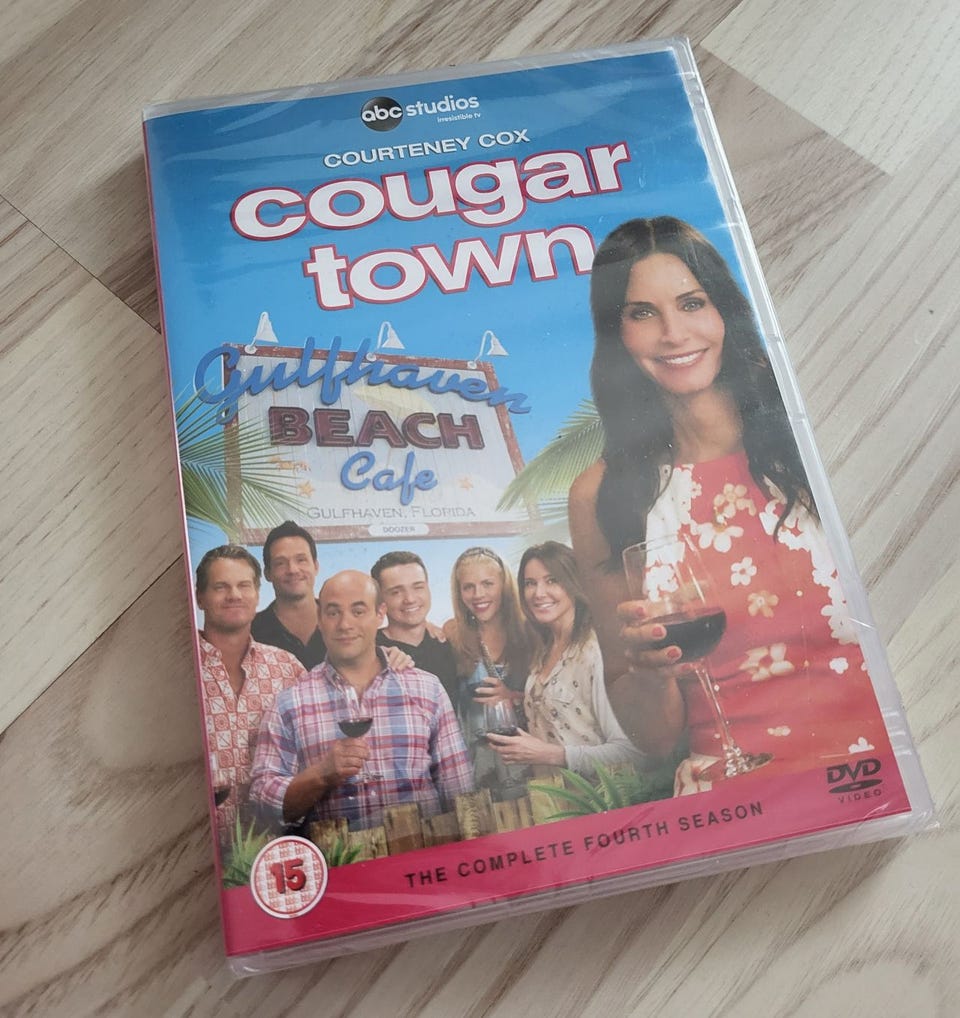 abc studios
irresistible tv
COURTENEY COX
cougar
town
Gulfhaven
BEACH
Cafe
GULFHAVEN, FLORIDA
DOOZER
DVD
VIDEO
THE COMPLETE FOURTH SEASON
15